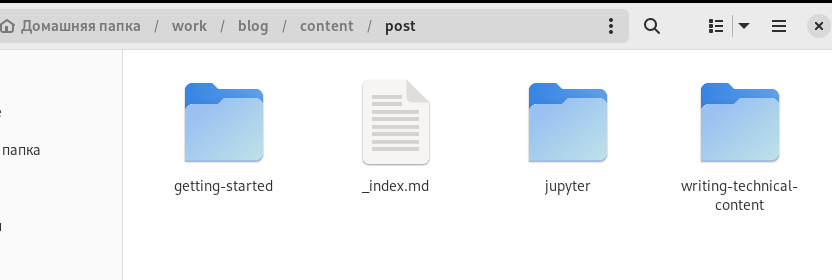 Домашняя папка / work / blog / content / post
папка
getting-started
_index.md
jupyter
writing-technical-
content